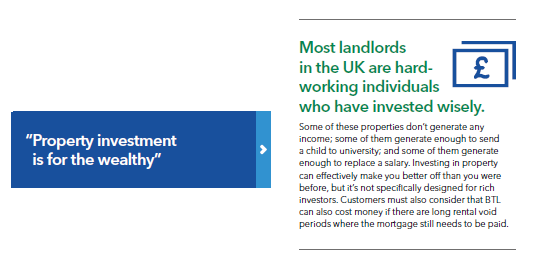 "Property investment
is for the wealthy"
£
Most landlords
in the UK are hard-
working individuals
who have invested wisely.
Some of these properties don't generate any
income; some of them generate enough to send
a child to university; and some of them generate
enough to replace a salary. Investing in property
can effectively make you better off than you were
before, but it's not specifically designed for rich
investors. Customers must also consider that BTL
can also cost money if there are long rental void
periods where the mortgage still needs to be paid.